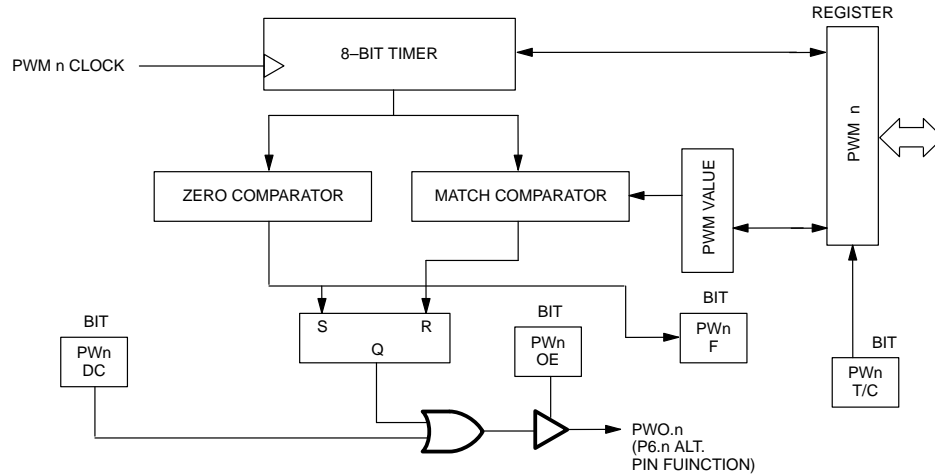 REGISTER
8–BIT TIMER
PWM n CLOCK
PWM n
ZERO COMPARATOR
MATCH COMPARATOR
PWM VALUE
S
R
Q
BIT
PWn
DC
BIT
PWn
OE
BIT
PWn
F
BIT
PWn
T/C
PWO.n
(P6.n ALT.
PIN FUINCTION)